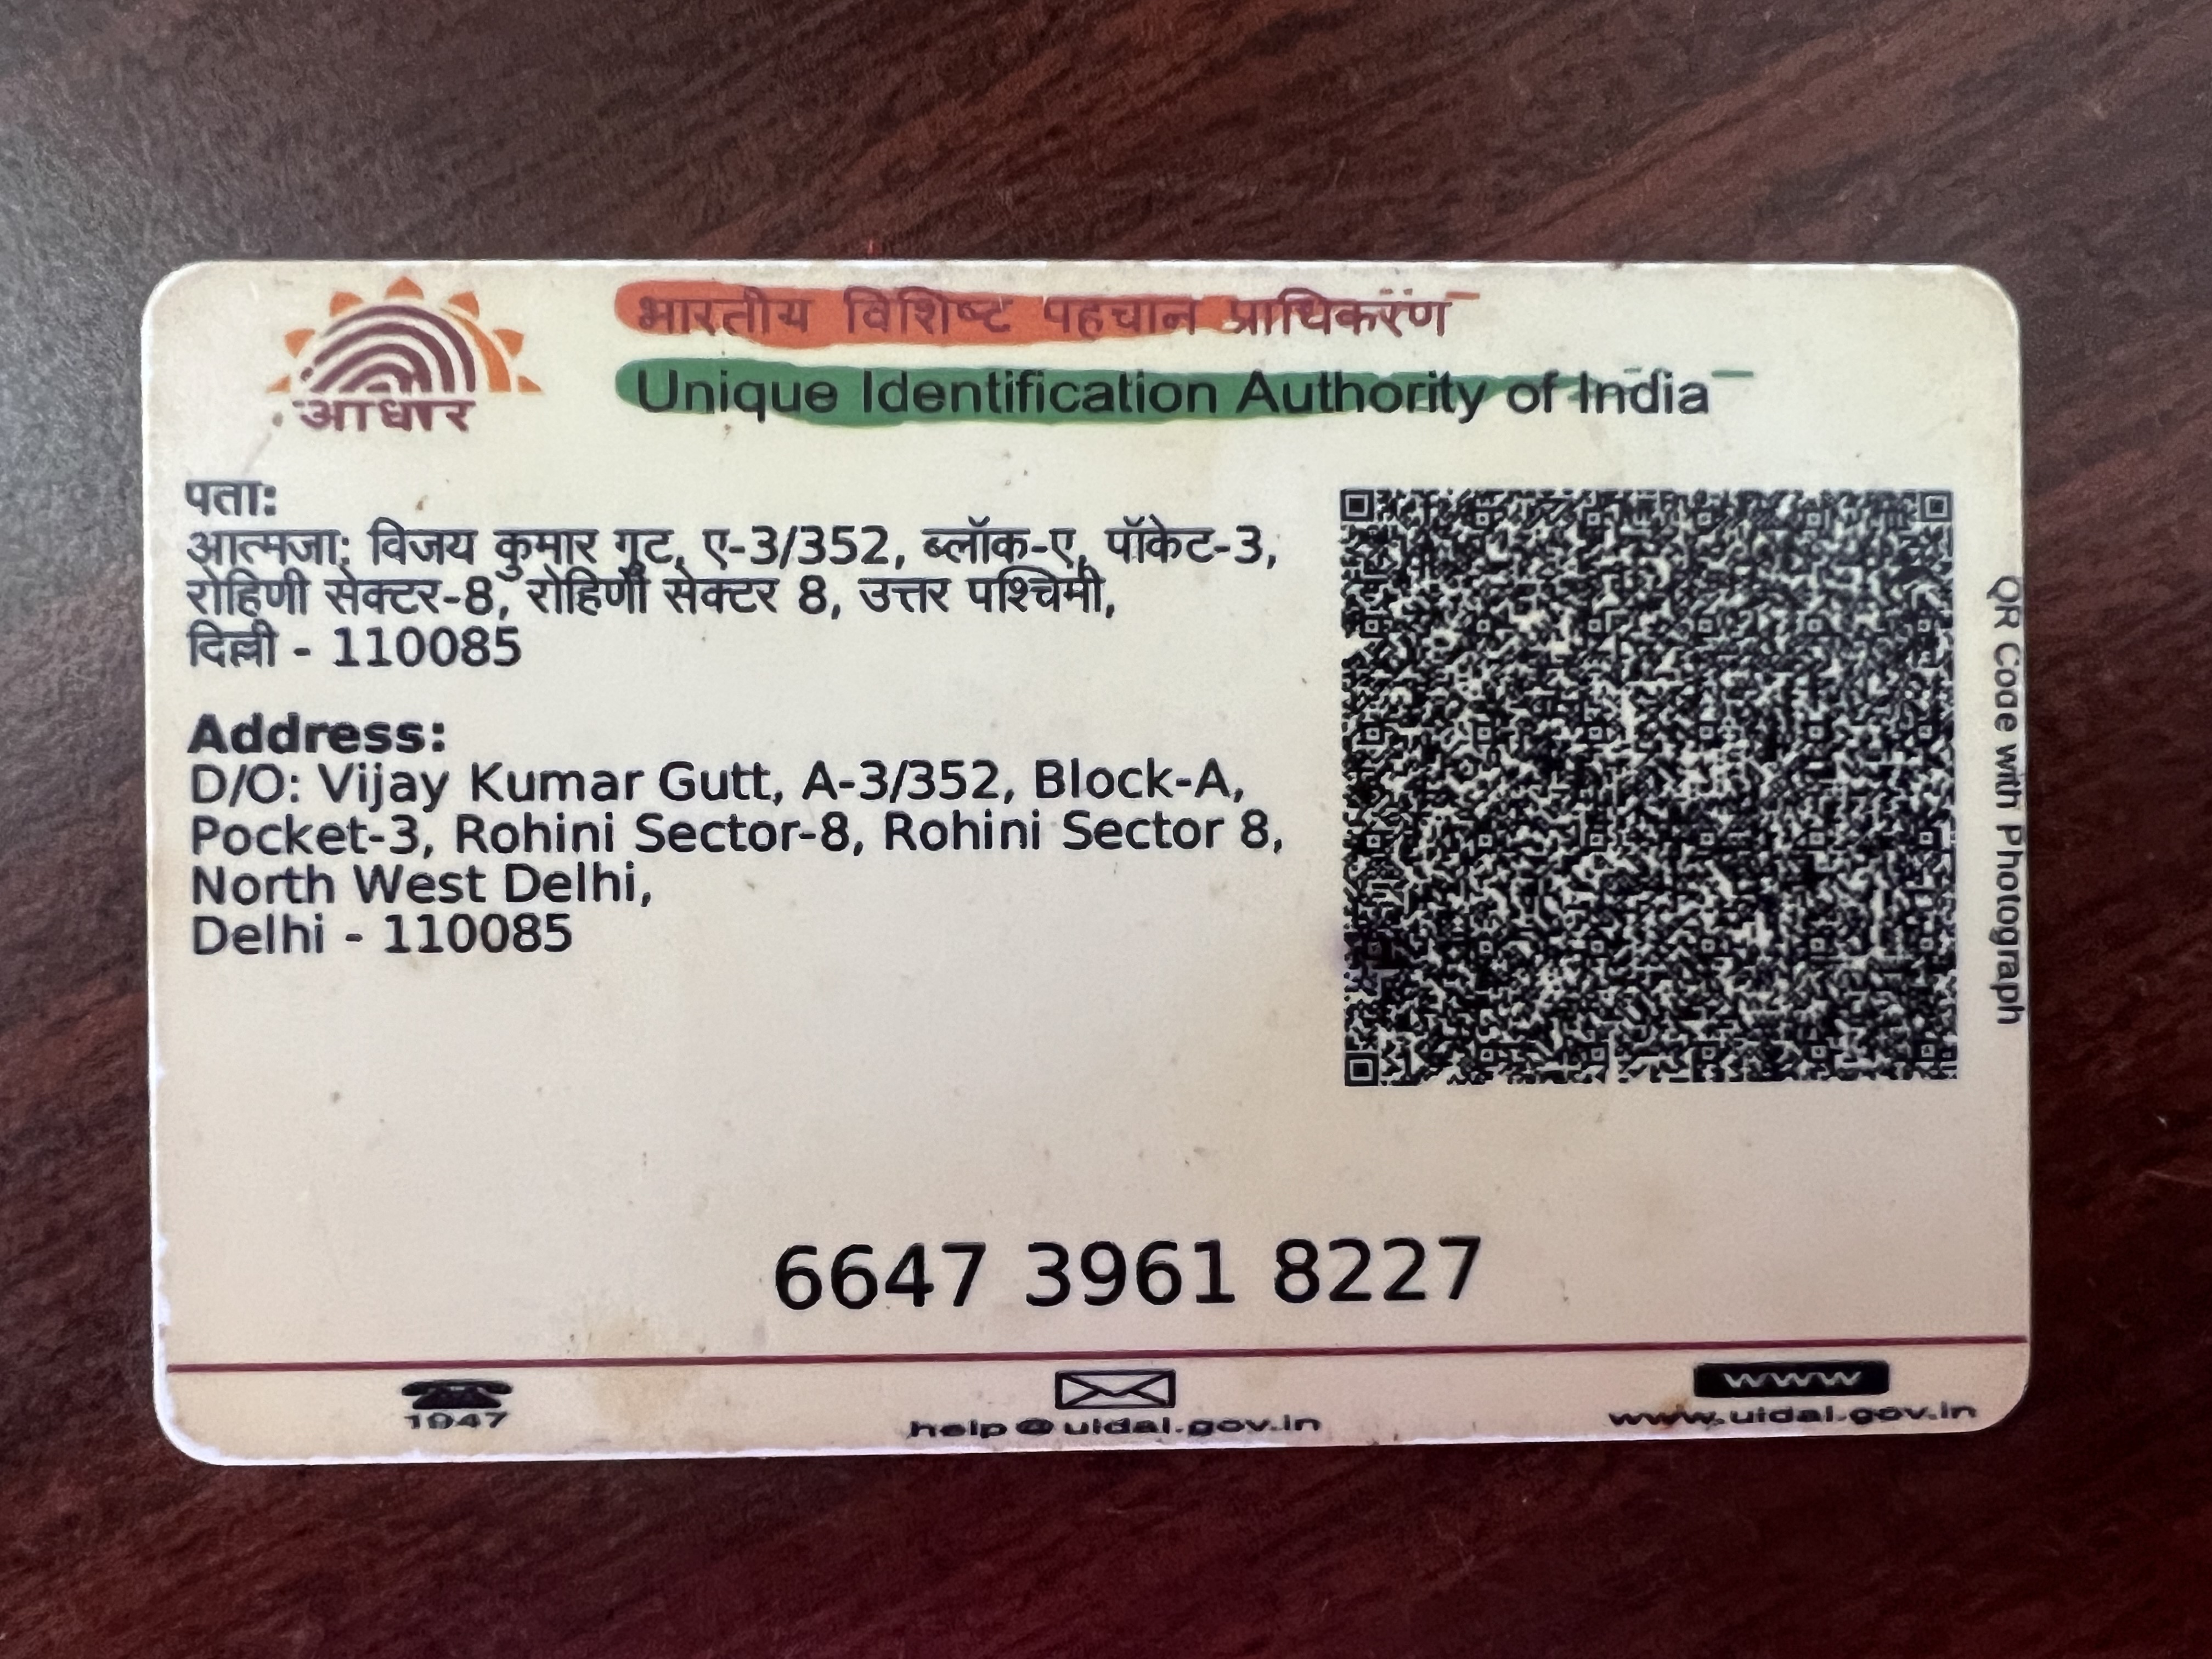 आधार
भारतीय विशिष्ट पहचान प्राधिकरण
Unique Identification Authority of India
पता:
आत्मजा: विजय कुमार गुट, ए-3/352, ब्लॉक-ए, पॉकेट-3,
रोहिणी सेक्टर-8, रोहिणी सेक्टर 8, उत्तर पश्चिमी,
दिल्ली - 110085
Address:
D/O: Vijay Kumar Gutt, A-3/352, Block-A,
Pocket-3, Rohini Sector-8, Rohini Sector 8,
North West Delhi,
Delhi - 110085
QR Code with Photograph
6647 3961 8227
1947
help@uidai.gov.in
www
www.uidai.gov.in